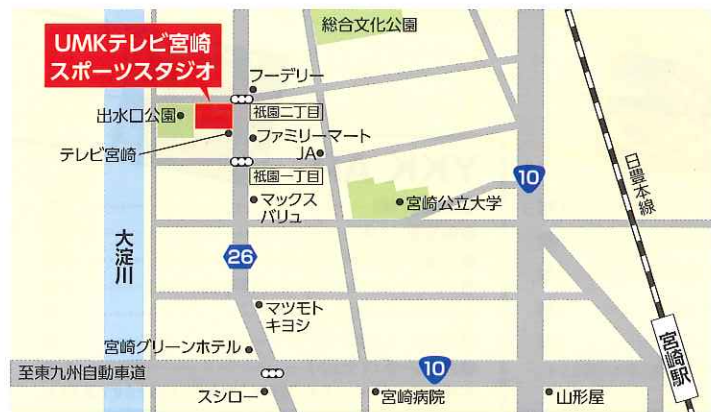 総合文化公園
UMKテレビ宮崎
スポーツスタジオ
フーデリー
出水口公園
祇園二丁目
ファミリーマート
テレビ宮崎
JA
祇園一丁目
10
日豊本線
マックス
バリュ
宮崎公立大学
大淀川
26
マツモト
キヨシ
宮崎グリーンホテル
宮崎駅
至東九州自動車道
10
スシロー
宮崎病院
山形屋